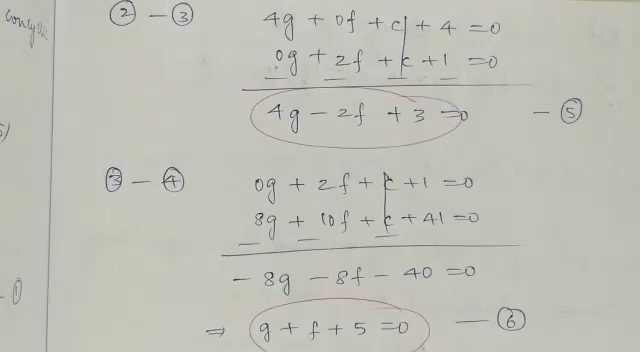 ② - ③ 4g + 0f + c + 4 = 0
0g + 2f + c + 1 = 0
4g - 2f + 3 = 0 - ⑤
③ - ④ 0g + 2f + c + 1 = 0
8g + 10f + c + 41 = 0
- 8g - 8f - 40 = 0
⇒ g + f + 5 = 0 - ⑥